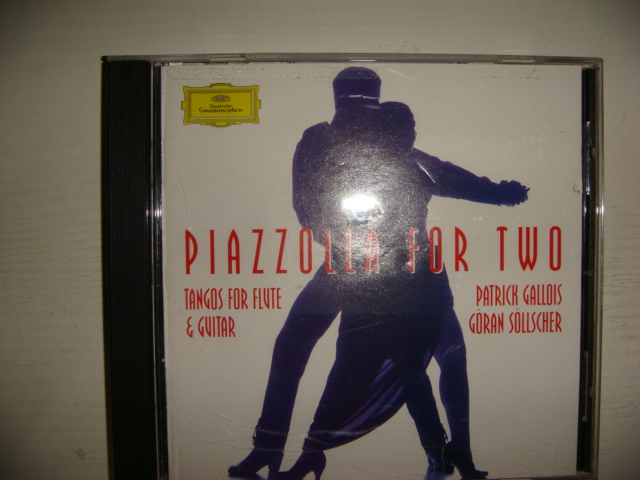 Deutsche
Grammophon
PIAZZOLLA FOR TWO
TANGOS FOR FLUTE
& GUITAR
PATRICK GALLOIS
GÖRAN SÖLLSCHER